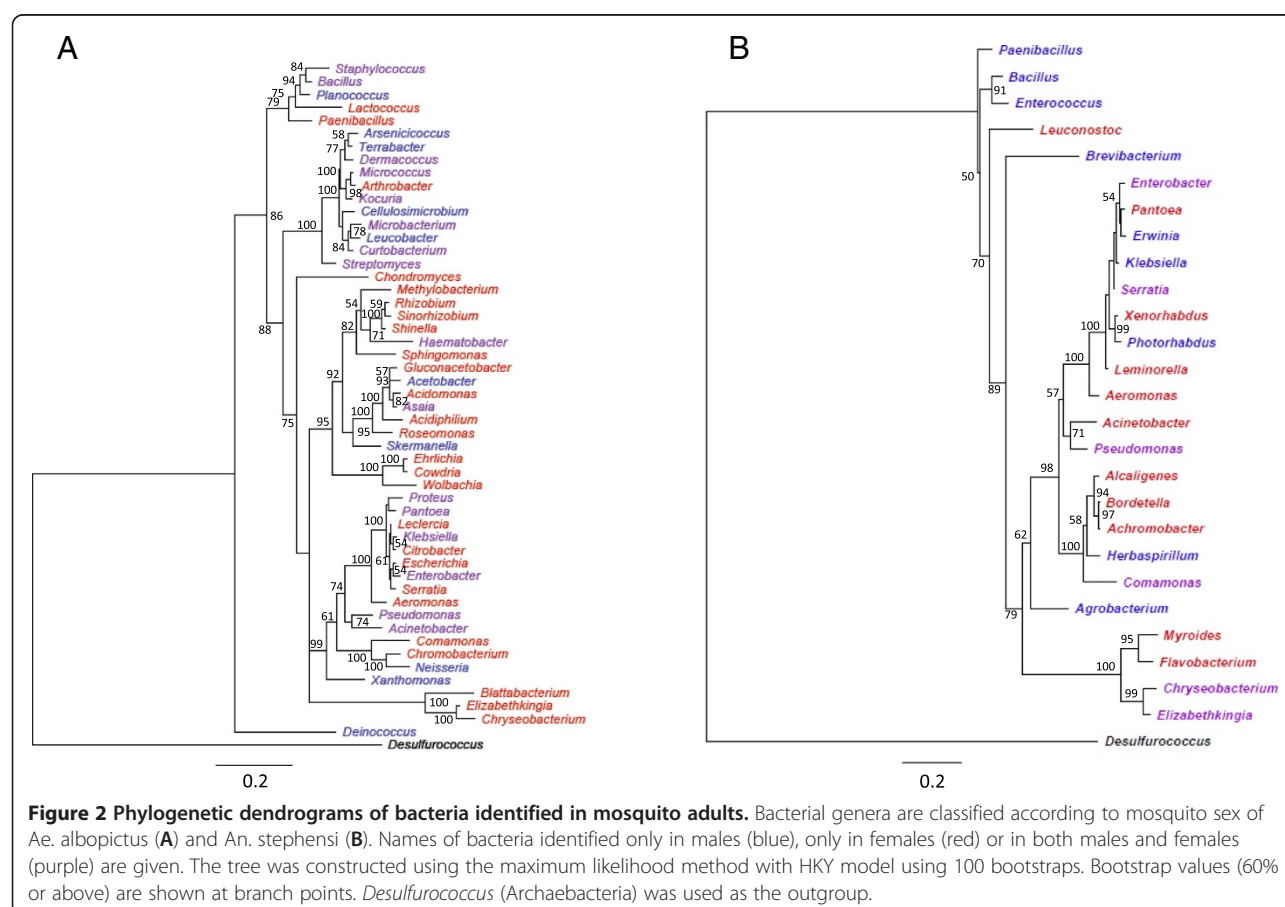 A
84
Staphylococcus
94
Bacillus
75
Planococcus
79
Lactococcus
Paenibacillus
58
Arsenicicoccus
77
Terrabacter
Dermacoccus
100
Micrococcus
100
Arthrobacter
98
Kocuria
Cellulosimicrobium
86
100
Microbacterium
78
Leucobacter
84
Curtobacterium
Streptomyces
Chondromyces
Methylobacterium
54
59
Rhizobium
100
Sinorhizobium
88
82
Shinella
71
Haematobacter
Sphingomonas
57
Gluconacetobacter
92
93
Acetobacter
Acidomonas
100
82
Asaia
100
75
95
Acidiphilium
95
Roseomonas
Skermanella
100
Ehrlichia
100
Cowdria
Wolbachia
Proteus
Pantoea
100
Leclercia
Klebsiella
54
Citrobacter
100
61
Escherichia
54
Enterobacter
74
Serratia
Aeromonas
61
Pseudomonas
74
Acinetobacter
99
Comamonas
100
Chromobacterium
100
Neisseria
Xanthomonas
Blattabacterium
100
Elizabethkingia
100
Chryseobacterium
Deinococcus
Desulfurococcus
0.2
B
Paenibacillus
Bacillus
91
Enterococcus
Leuconostoc
Brevibacterium
50
Enterobacter
54
Pantoea
Erwinia
70
Klebsiella
Serratia
Xenorhabdus
100
99
Photorhabdus
100
Leminorella
89
57
Aeromonas
Acinetobacter
71
Pseudomonas
98
Alcaligenes
94
Bordetella
97
58
Achromobacter
62
100
Herbaspirillum
Comamonas
79
Agrobacterium
95
Myroides
100
Flavobacterium
99
Chryseobacterium
Elizabethkingia
Desulfurococcus
0.2
Figure 2 Phylogenetic dendrograms of bacteria identified in mosquito adults. Bacterial genera are classified according to mosquito sex of
Ae. albopictus (A) and An. stephensi (B). Names of bacteria identified only in males (blue), only in females (red) or in both males and females
(purple) are given. The tree was constructed using the maximum likelihood method with HKY model using 100 bootstraps. Bootstrap values (60%
or above) are shown at branch points. Desulfurococcus (Archaebacteria) was used as the outgroup.